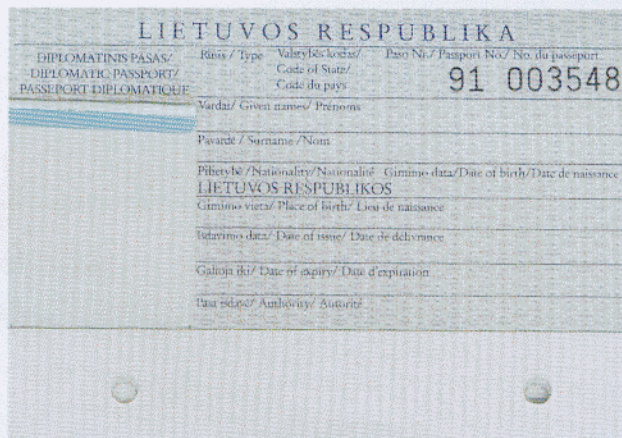 LIETUVOS RESPUBLIKA
DIPLOMATINIS PASAS/
DIPLOMATIC PASSPORT/
PASSEPORT DIPLOMATIQUE
Rūšis / Type
Valstybės kodas/
Code of State/
Code du pays
Paso Nr./ Passport No./ No. du passeport
91 003548
Vardas/ Given names/ Prénoms
Pavardė / Surname /Nom
Pilietybė /Nationality/Nationalité Gimimo data/Date of birth/Date de naissance
LIETUVOS RESPUBLIKOS
Gimimo vieta/ Place of birth/ Lieu de naissance
Išdavimo data/ Date of issue/ Date de délivrance
Galioja iki/ Date of expiry/ Date d'expiration
Authority/ Autorité